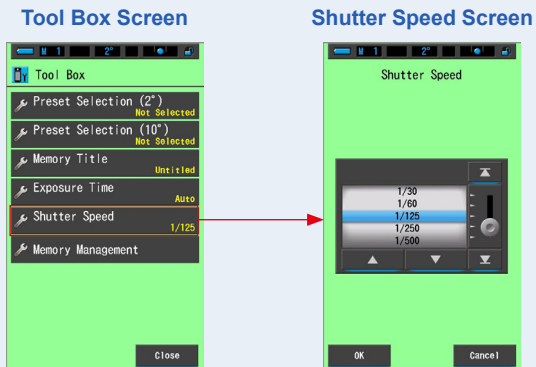 Tool Box Screen
Shutter Speed Screen
M 1 2°
Tool Box
Preset Selection (2°)
Not Selected
Preset Selection (10°)
Not Selected
Memory Title
Untitled
Exposure Time
Auto
Shutter Speed
1/125
Memory Management
Close
M 1 2°
Shutter Speed
1/30
1/60
1/125
1/250
1/500
OK
Cancel